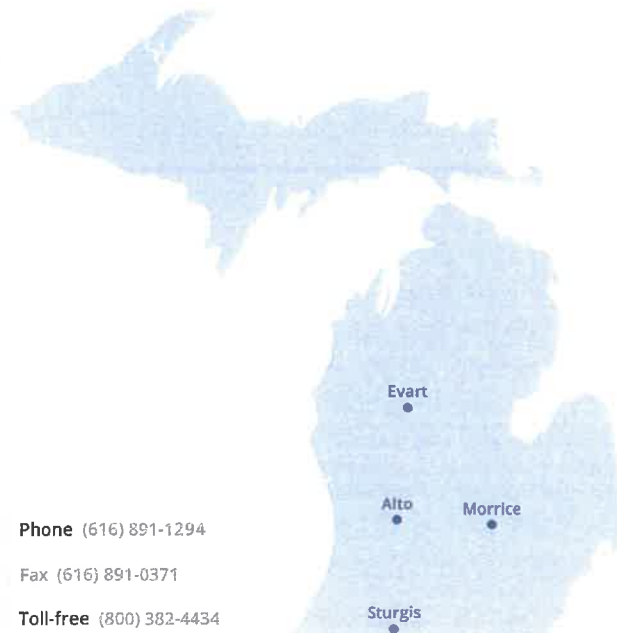 Evart
Alto
Morrice
Phone (616) 891-1294
Fax (616) 891-0371
Sturgis
Toll-free (800) 382-4434